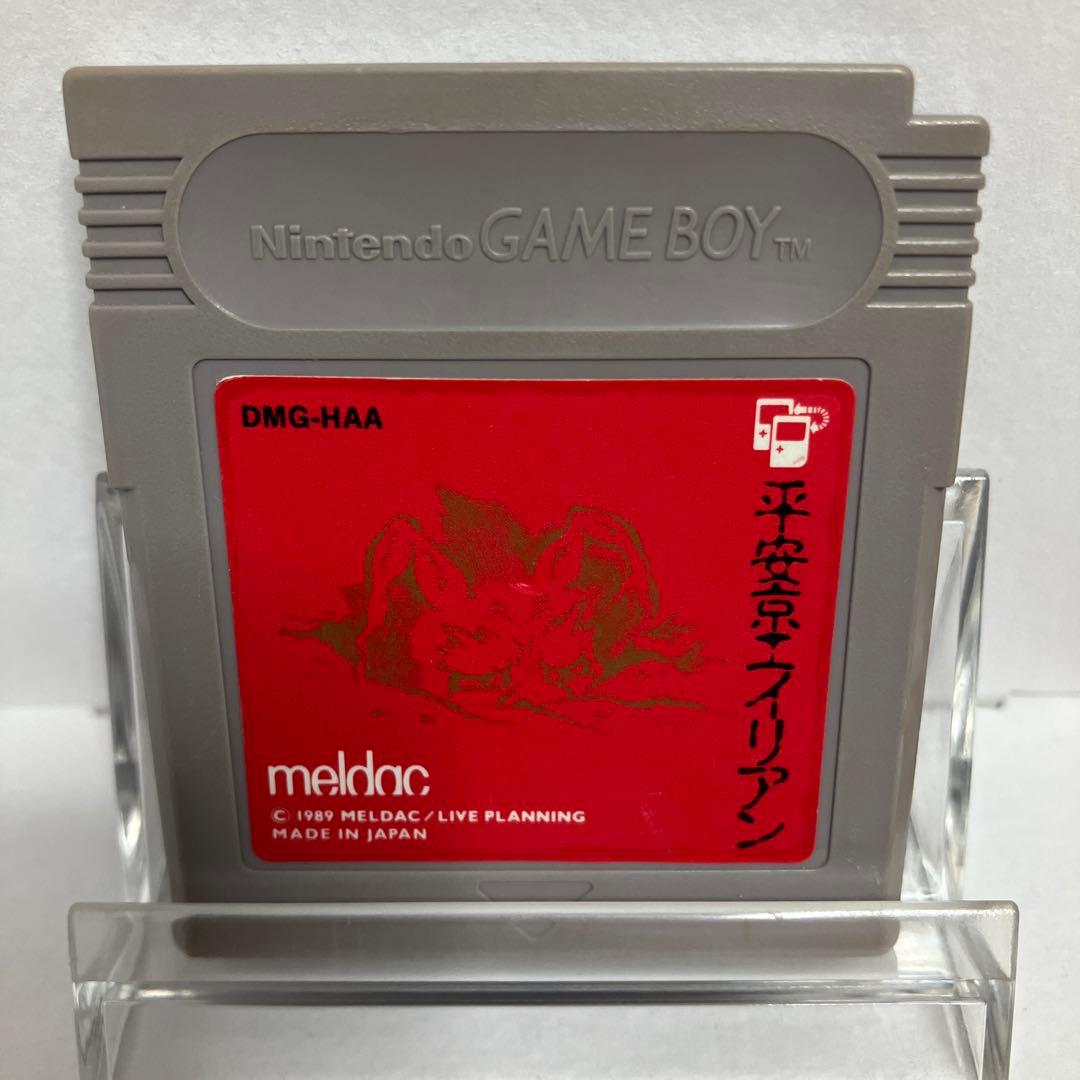 Nintendo GAME BOY TM
DMG-HAA
平安京エイリアン
meldac
© 1989 MELDAC/LIVE PLANNING
MADE IN JAPAN